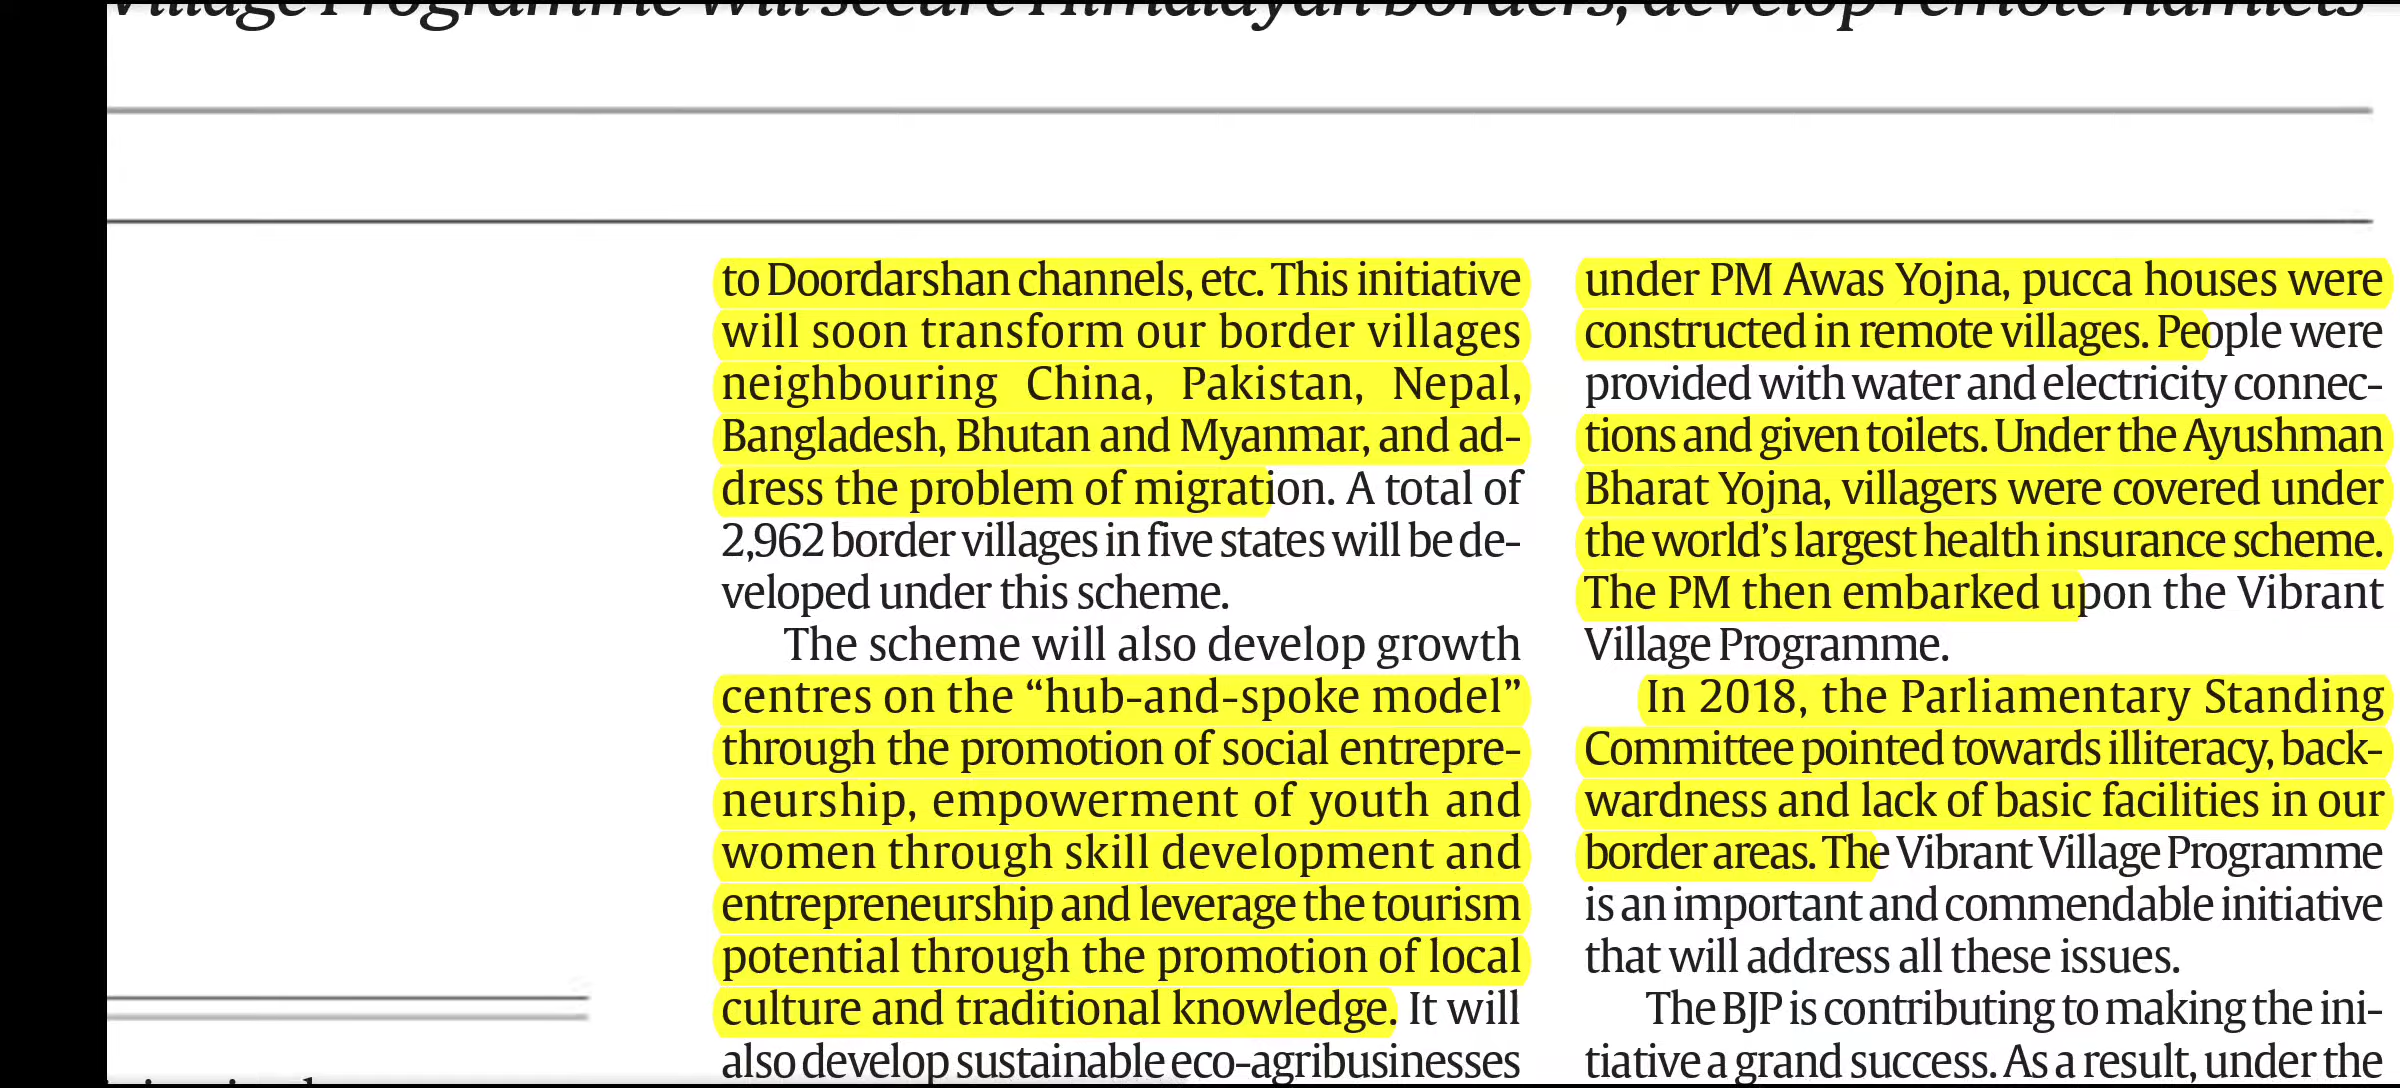 Village Programme will secure Himalayan borders, develop remote hamlets
to Doordarshan channels, etc. This initiative
will soon transform our border villages
neighbouring China, Pakistan, Nepal,
Bangladesh, Bhutan and Myanmar, and ad-
dress the problem of migration. A total of
2,962 border villages in five states will be de-
veloped under this scheme.
The scheme will also develop growth
centres on the “hub-and-spoke model”
through the promotion of social entrepre-
neurship, empowerment of youth and
women through skill development and
entrepreneurship and leverage the tourism
potential through the promotion of local
culture and traditional knowledge. It will
also develop sustainable eco-agribusinesses
under PM Awas Yojna, pucca houses were
constructed in remote villages. People were
provided with water and electricity connec-
tions and given toilets. Under the Ayushman
Bharat Yojna, villagers were covered under
the world’s largest health insurance scheme.
The PM then embarked upon the Vibrant
Village Programme.
In 2018, the Parliamentary Standing
Committee pointed towards illiteracy, back-
wardness and lack of basic facilities in our
border areas. The Vibrant Village Programme
is an important and commendable initiative
that will address all these issues.
The BJP is contributing to making the ini-
tiative a grand success. As a result, under the